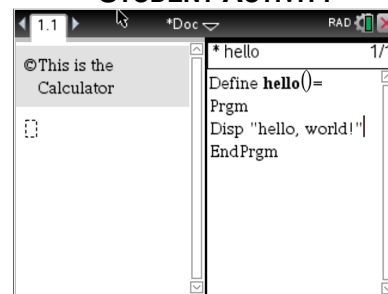 STUDENT ACTIVITY
1.1 *Doc RAD
©This is the
Calculator
* hello 1/1
Define hello()=
Prgm
Disp "hello, world!"
EndPrgm